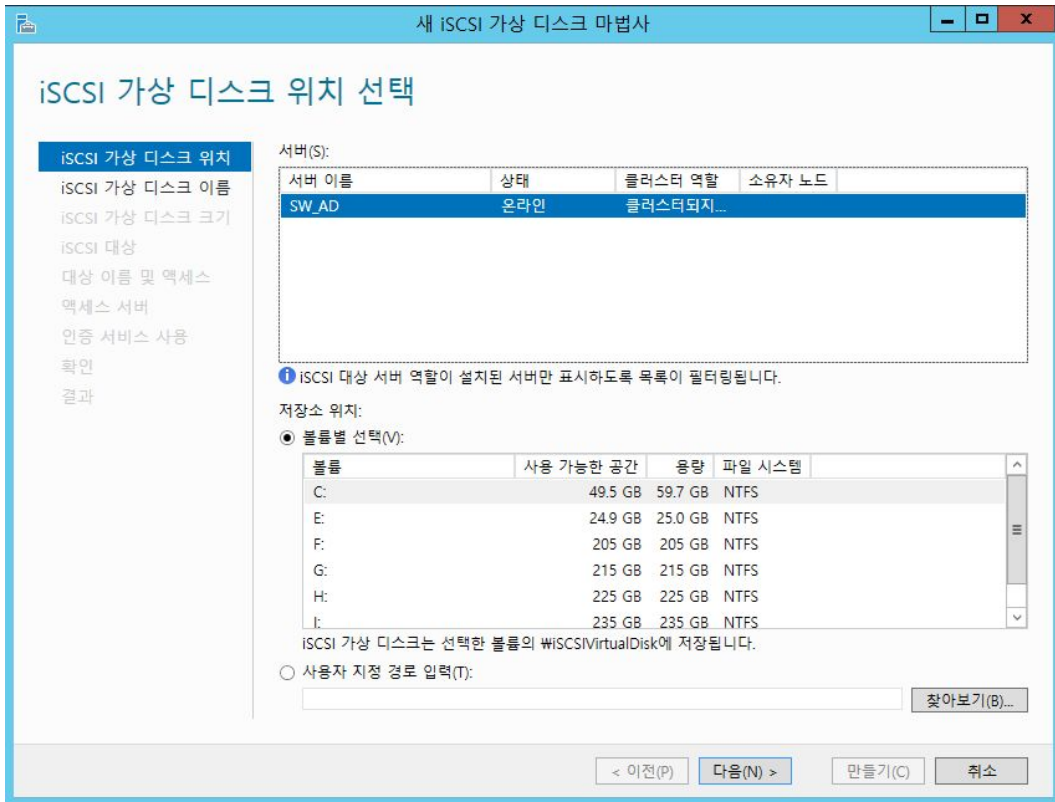 새 iSCSI 가상 디스크 마법사
iSCSI 가상 디스크 위치 선택
iSCSI 가상 디스크 위치
iSCSI 가상 디스크 이름
iSCSI 가상 디스크 크기
iSCSI 대상
대상 이름 및 액세스
액세스 서버
인증 서비스 사용
확인
결과
서버(S):
서버 이름 상태 클러스터 역할 소유자 노드
SW_AD 온라인 클러스터되지...
iSCSI 대상 서버 역할이 설치된 서버만 표시하도록 목록이 필터링됩니다.
저장소 위치:
볼륨별 선택(V):
볼륨 사용 가능한 공간 용량 파일 시스템
C: 49.5 GB 59.7 GB NTFS
E: 24.9 GB 25.0 GB NTFS
F: 205 GB 205 GB NTFS
G: 215 GB 215 GB NTFS
H: 225 GB 225 GB NTFS
I: 235 GB 235 GB NTFS
iSCSI 가상 디스크는 선택한 볼륨의 ₩iSCSIVirtualDisk에 저장됩니다.
사용자 지정 경로 입력(T):
찾아보기(B)...
< 이전(P) 다음(N) > 만들기(C) 취소